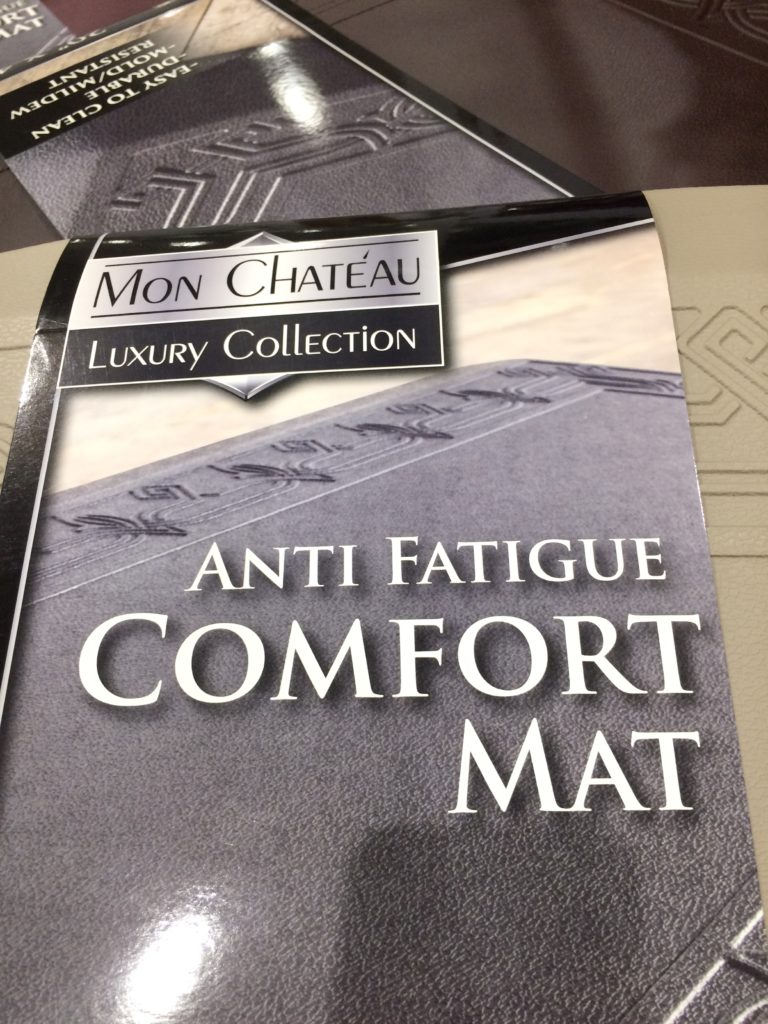 -EASY TO CLEAN
-DURABLE
-MOLD/MILDEW
RESISTANT
MON CHATÉAU
LUXURY COLLECTION
ANTI FATIGUE
COMFORT
MAT